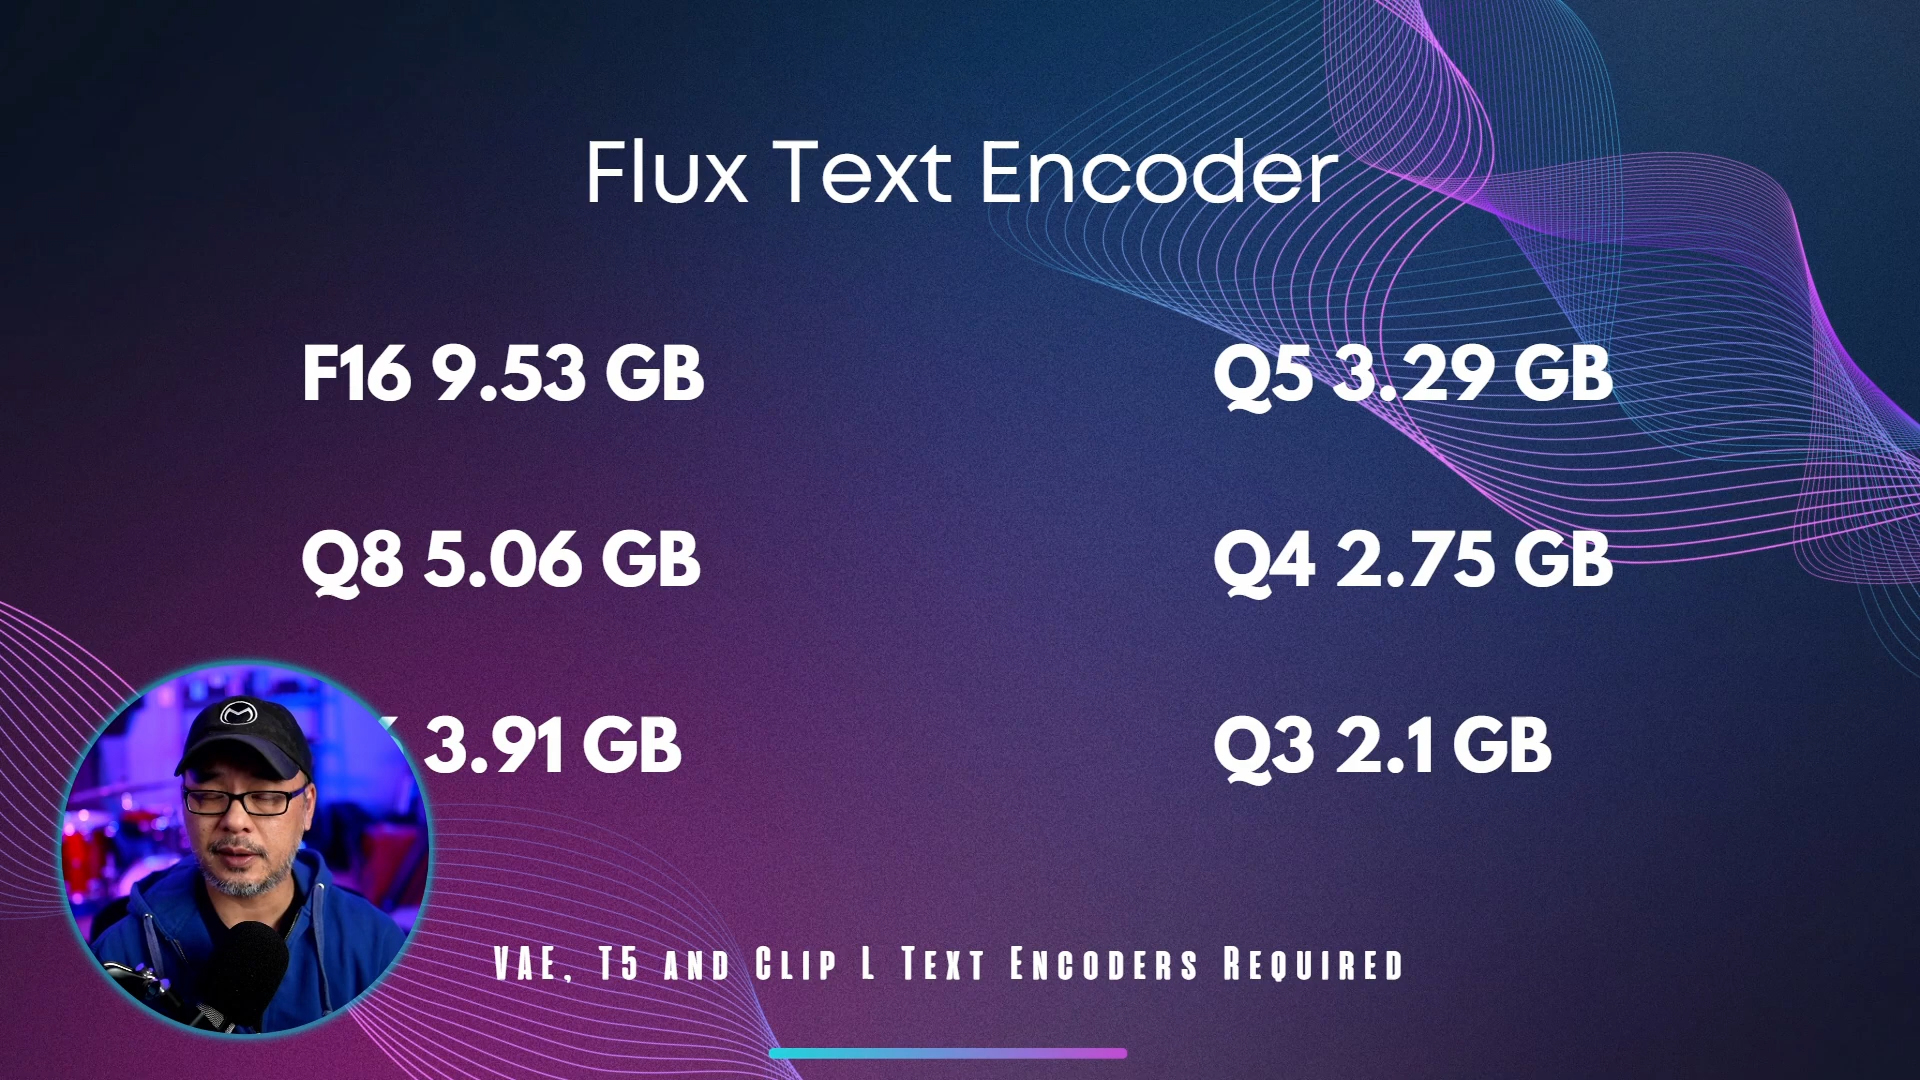 Flux Text Encoder
F16 9.53 GB
Q8 5.06 GB
3.91 GB
Q5 3.29 GB
Q4 2.75 GB
Q3 2.1 GB
VAE, T5 and Clip L Text Encoders Required